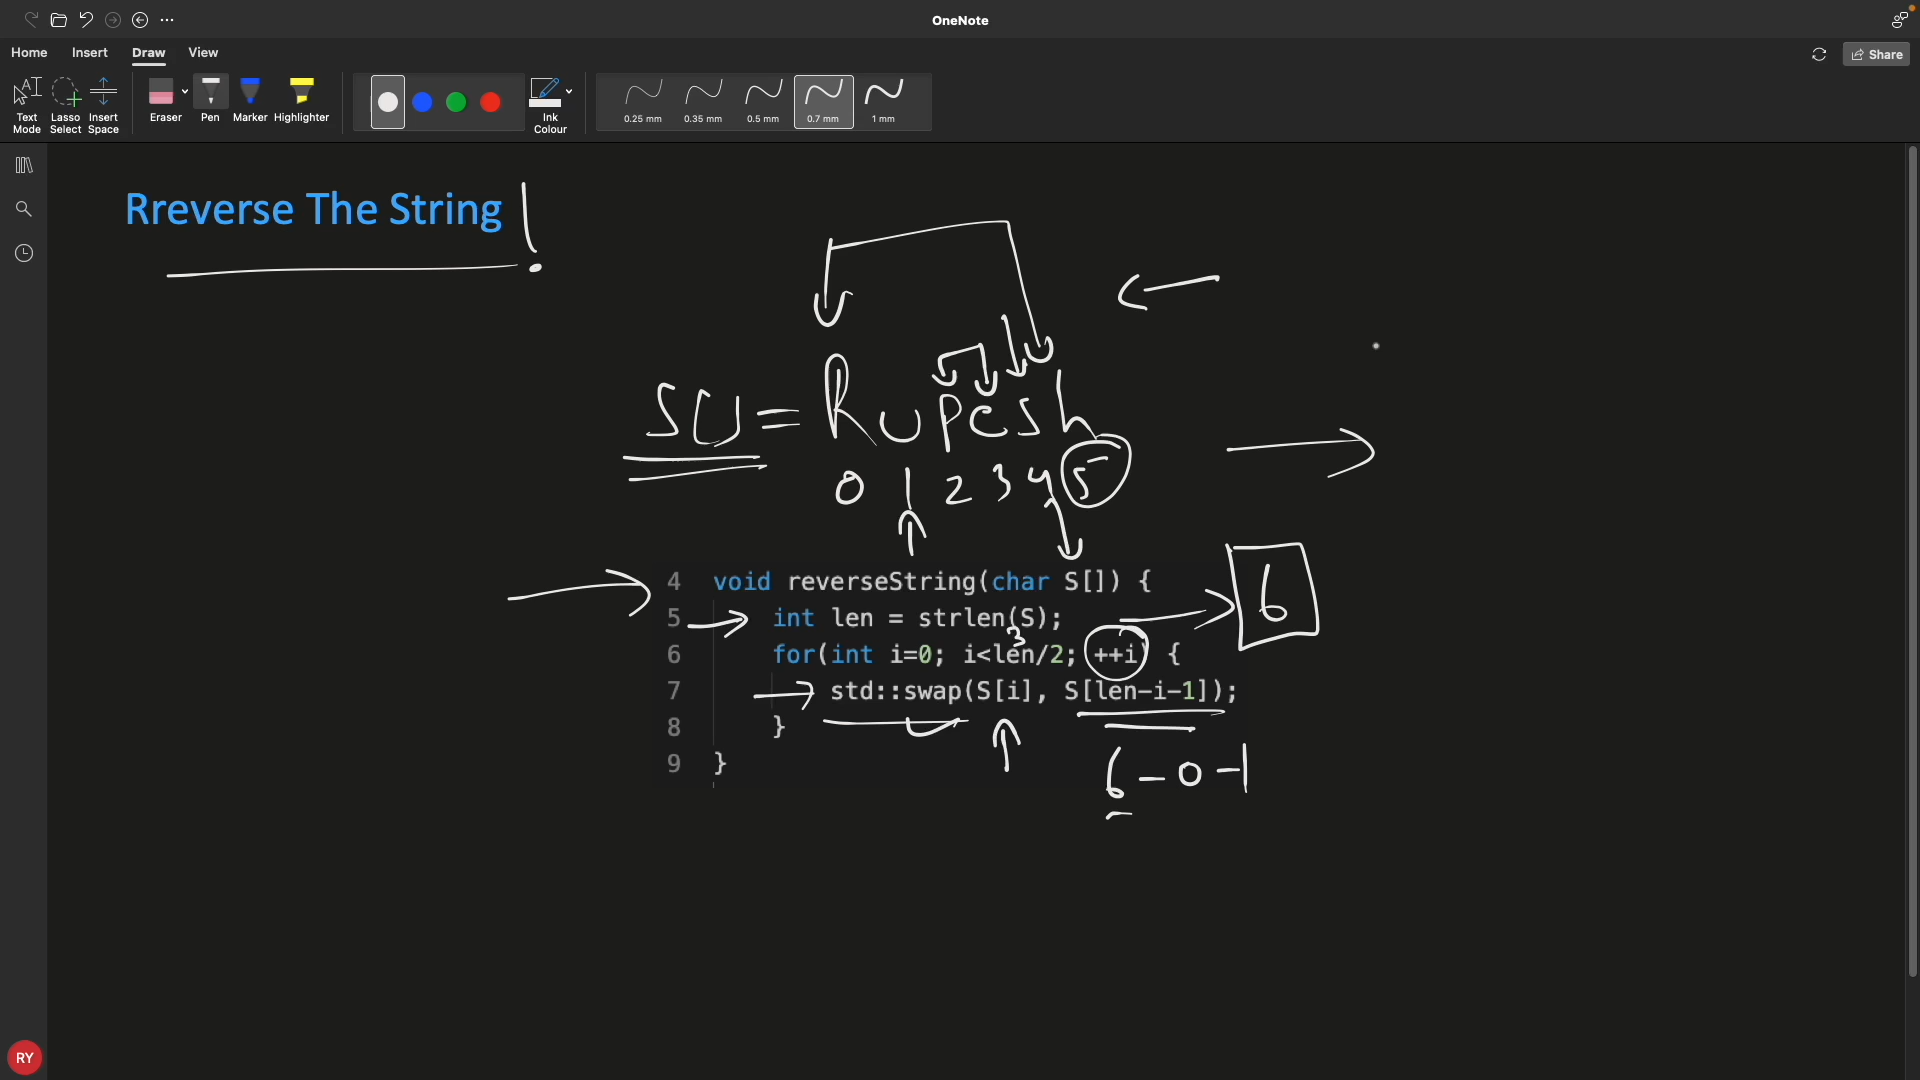 OneNote
Home Insert Draw View
Share
Text Mode
Lasso Select
Insert Space
Eraser
Pen
Marker
Highlighter
Ink Colour
0.25 mm
0.35 mm
0.5 mm
0.7 mm
1 mm
Rreverse The String !
S[] = Rupesh
0 1 2 3 4 5
4 void reverseString(char S[]) {
5 int len = strlen(S);
6
3
6 for(int i=0; i<len/2; ++i) {
7 std::swap(S[i], S[len-i-1]);
8 }
9 }
6 - 0 - 1
RY